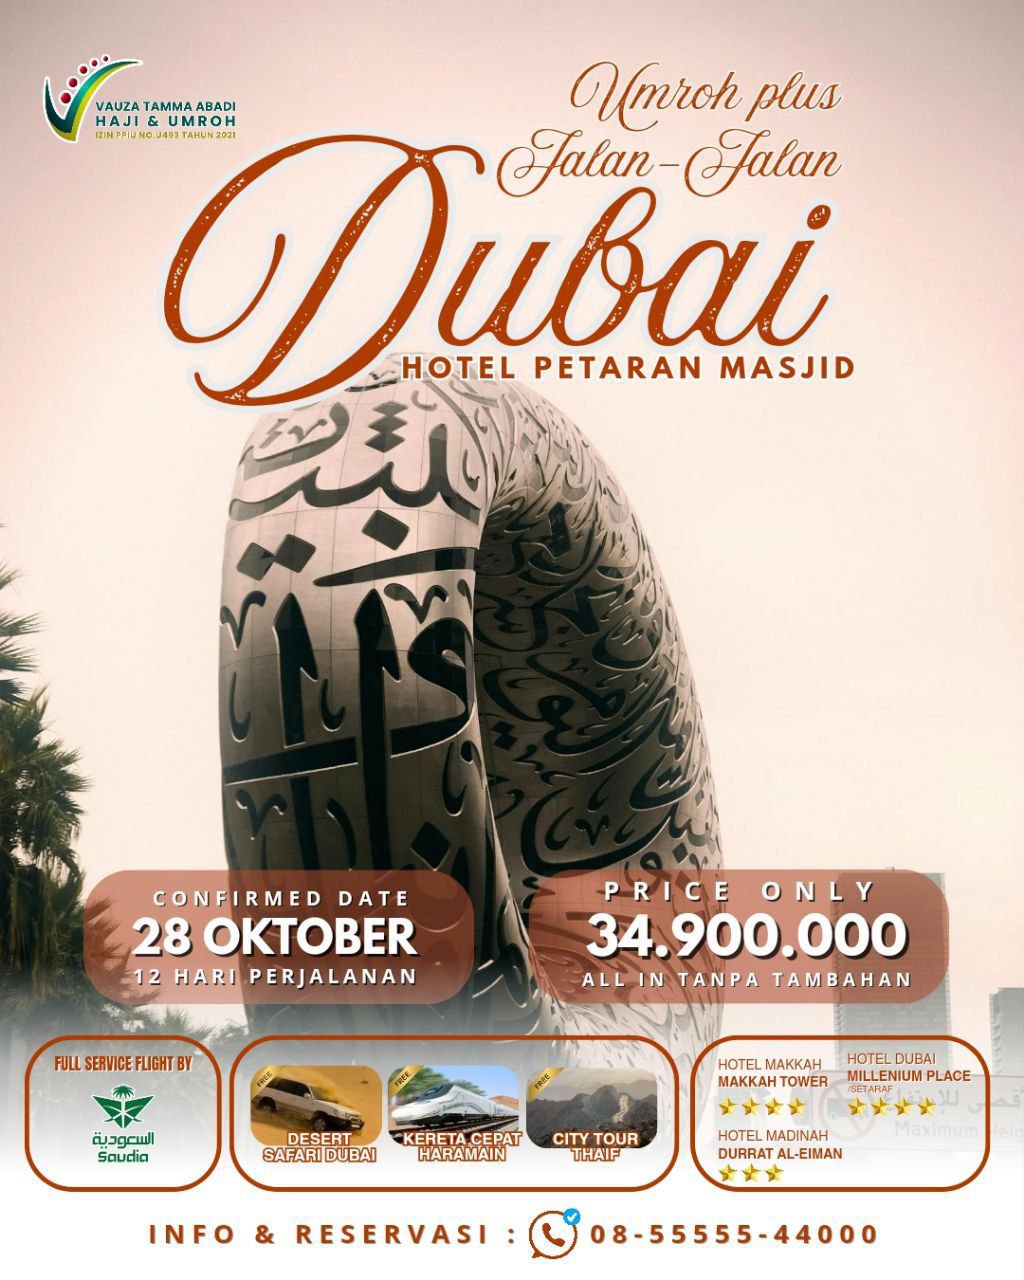 VAUZA TAMMA ABADI
HAJI & UMROH
IZIN PPIU NO.U493 TAHUN 2021
Umroh plus
Jalan-Jalan
Dubai
HOTEL PETARAN MASJID
CONFIRMED DATE
28 OKTOBER
12 HARI PERJALANAN
PRICE ONLY
34.900.000
ALL IN TANPA TAMBAHAN
FULL SERVICE FLIGHT BY
السعودية
Saudia
FREE
DESERT
SAFARI DUBAI
FREE
KERETA CEPAT
HARAMAIN
FREE
CITY TOUR
THAIF
HOTEL MAKKAH
MAKKAH TOWER
HOTEL DUBAI
MILLENIUM PLACE
/SETARAF
HOTEL MADINAH
DURRAT AL-EIMAN
Maximum
INFO & RESERVASI : 08-55555-44000